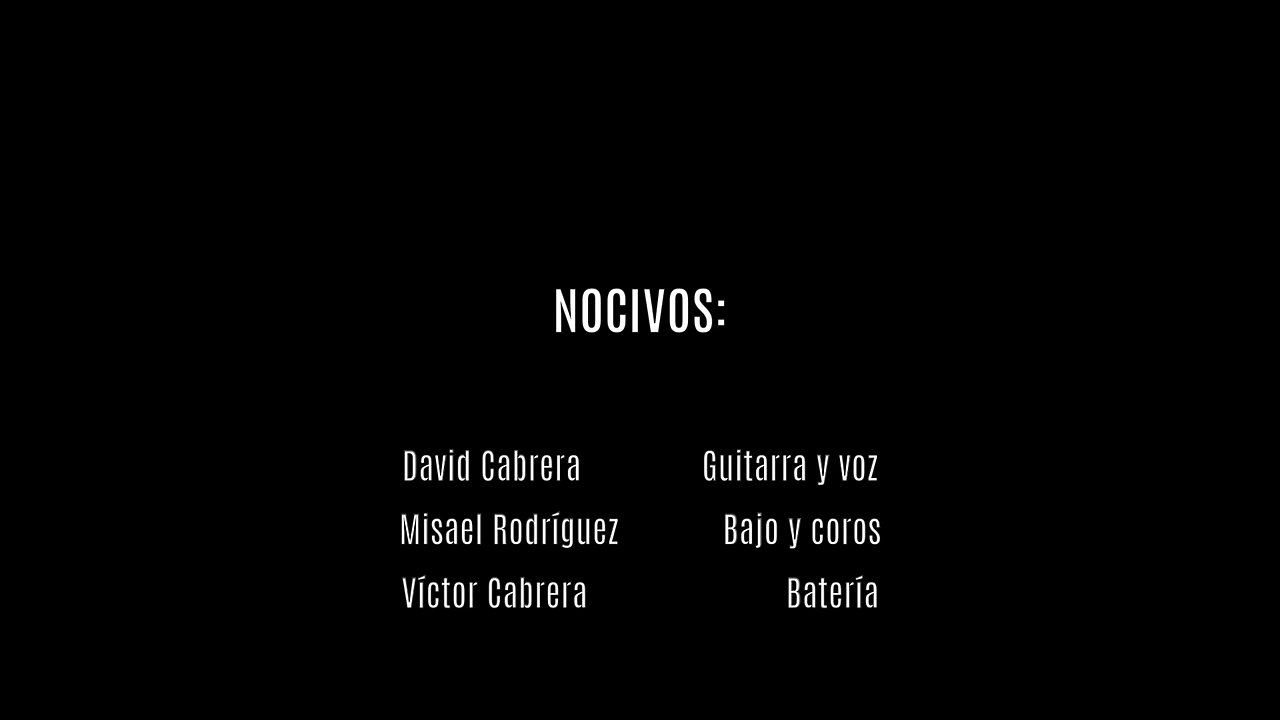 NOCIVOS:
David Cabrera Guitarra y voz
Misael Rodríguez Bajo y coros
Víctor Cabrera Batería